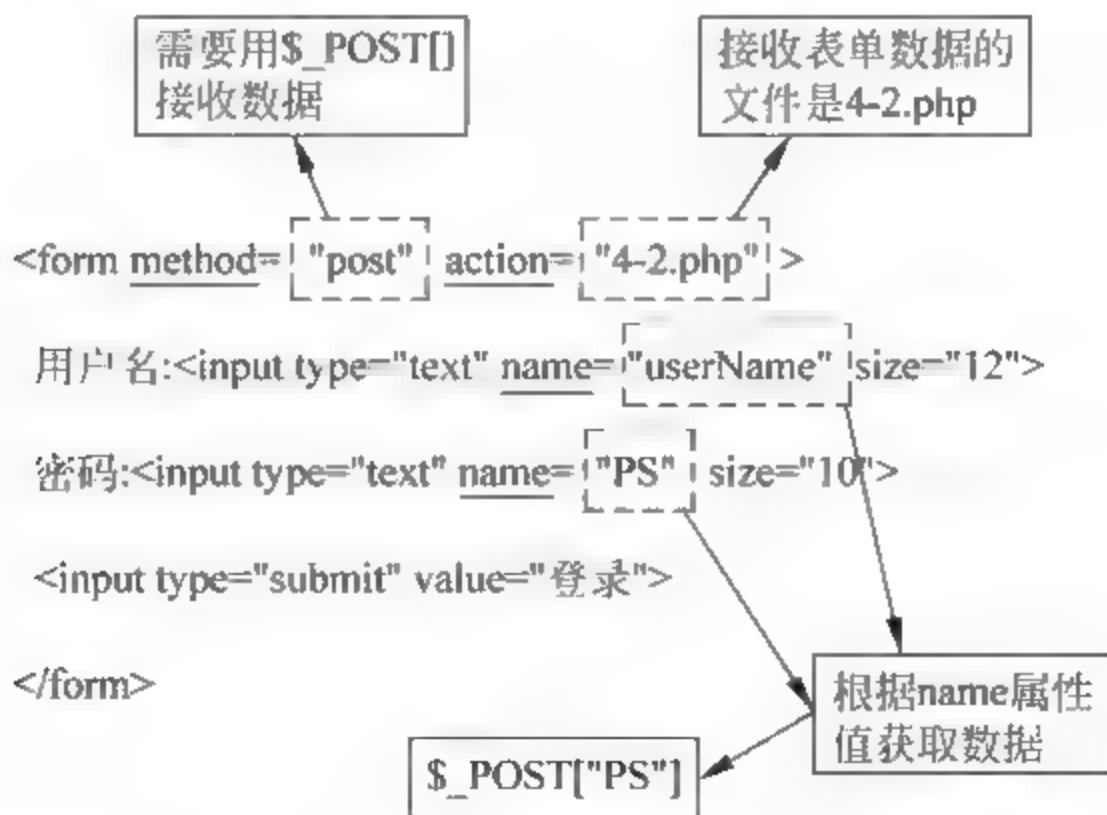 需要用$_POST[]
接收数据
接收表单数据的
文件是4-2.php
<form method= "post" action= "4-2.php" >
用户名:<input type="text" name= "userName" size="12">
密码:<input type="text" name= "PS" size="10">
<input type="submit" value="登录">
</form>
根据name属性
值获取数据
$_POST["PS"]